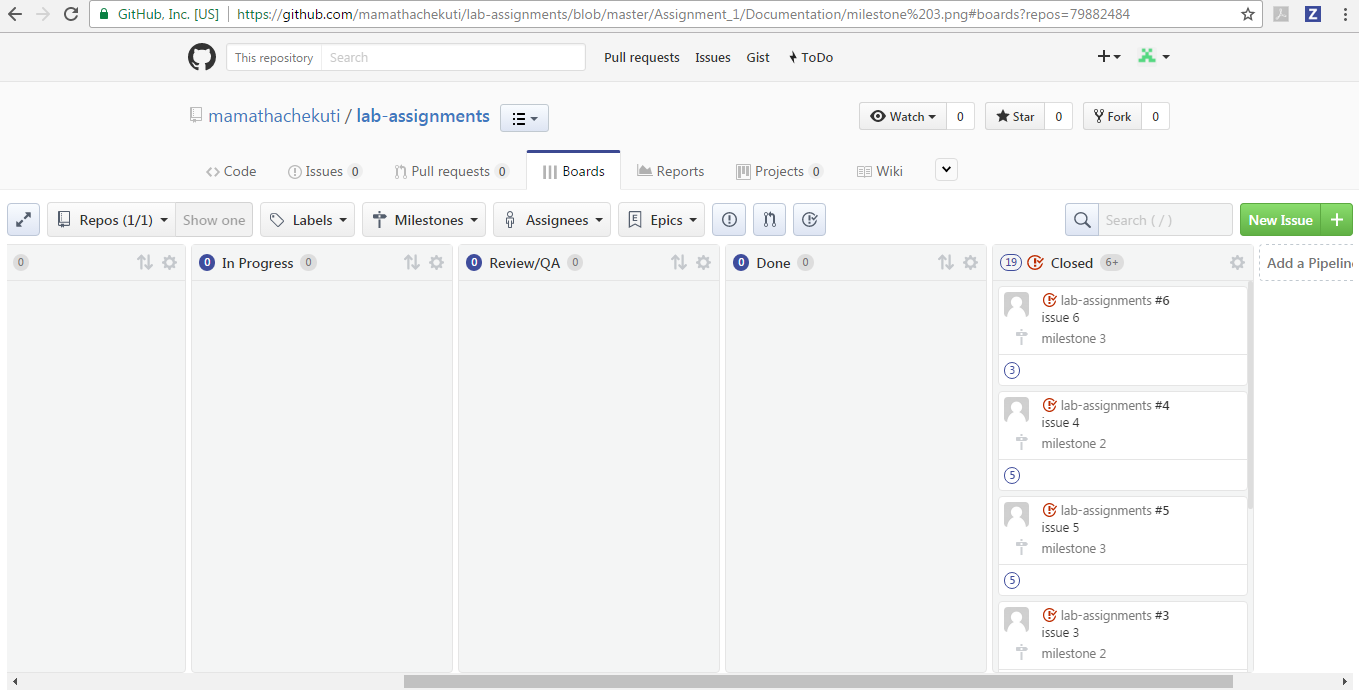 GitHub, Inc. [US] https://github.com/mamathachekuti/lab-assignments/blob/master/Assignment_1/Documentation/milestone%203.png#boards?repos=79882484 Z
This repository Search Pull requests Issues Gist ToDo
mamathachekuti / lab-assignments Watch 0 Star 0 Fork 0
Code Issues 0 Pull requests 0 Boards Reports Projects 0 Wiki
Repos (1/1) Show one Labels Milestones Assignees E Epics Search ( / ) New Issue +
0 0 In Progress 0 0 Review/QA 0 0 Done 0 19 Closed 6+ Add a Pipeline
lab-assignments #6
issue 6
milestone 3
3
lab-assignments #4
issue 4
milestone 2
5
lab-assignments #5
issue 5
milestone 3
5
lab-assignments #3
issue 3
milestone 2